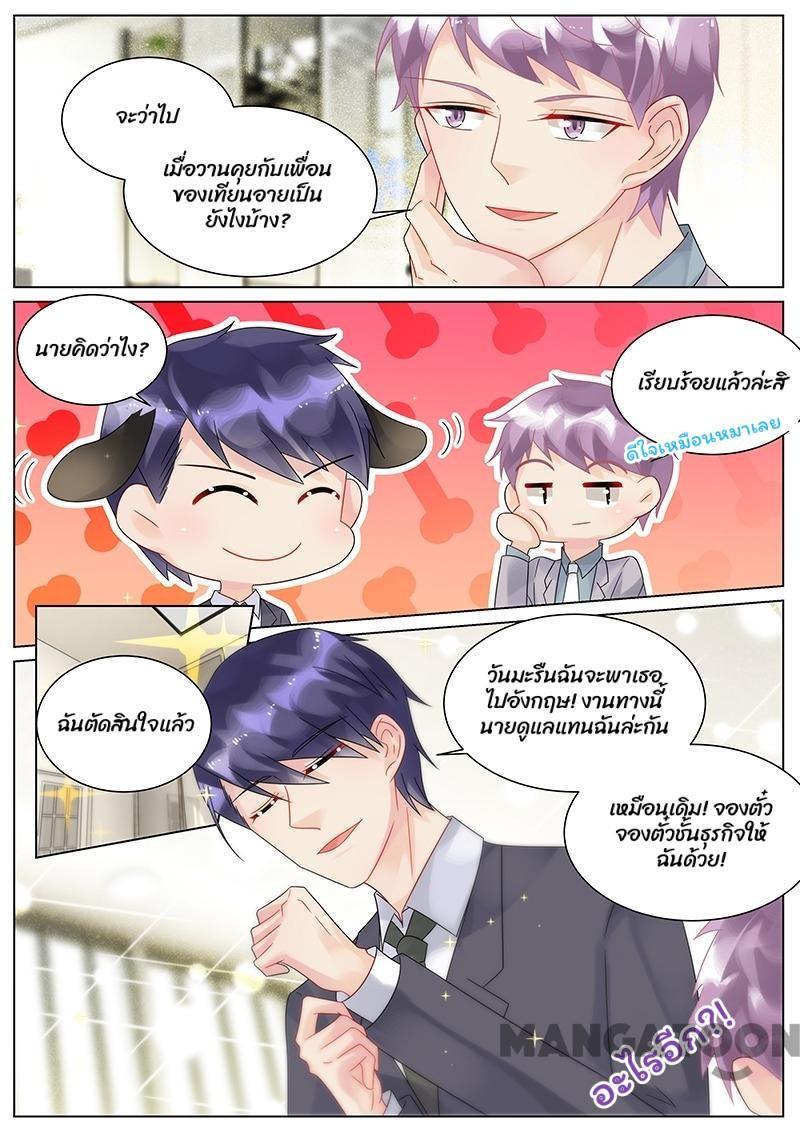 จะว่าไป
เมื่อวานคุยกับเพื่อน
ของเทียนอายเป็น
ยังไงบ้าง?
นายคิดว่าไง?
เรียบร้อยแล้วล่ะสิ
ดีใจเหมือนหมาเลย
ฉันตัดสินใจแล้ว
วันมะรืนฉันจะพาเธอ
ไปอังกฤษ! งานทางนี้
นายดูแลแทนฉันล่ะกัน
เหมือนเดิม! จองตั๋ว
จองตั๋วชั้นธุรกิจให้
ฉันด้วย!
อะไรอีก?!
MANGATOON